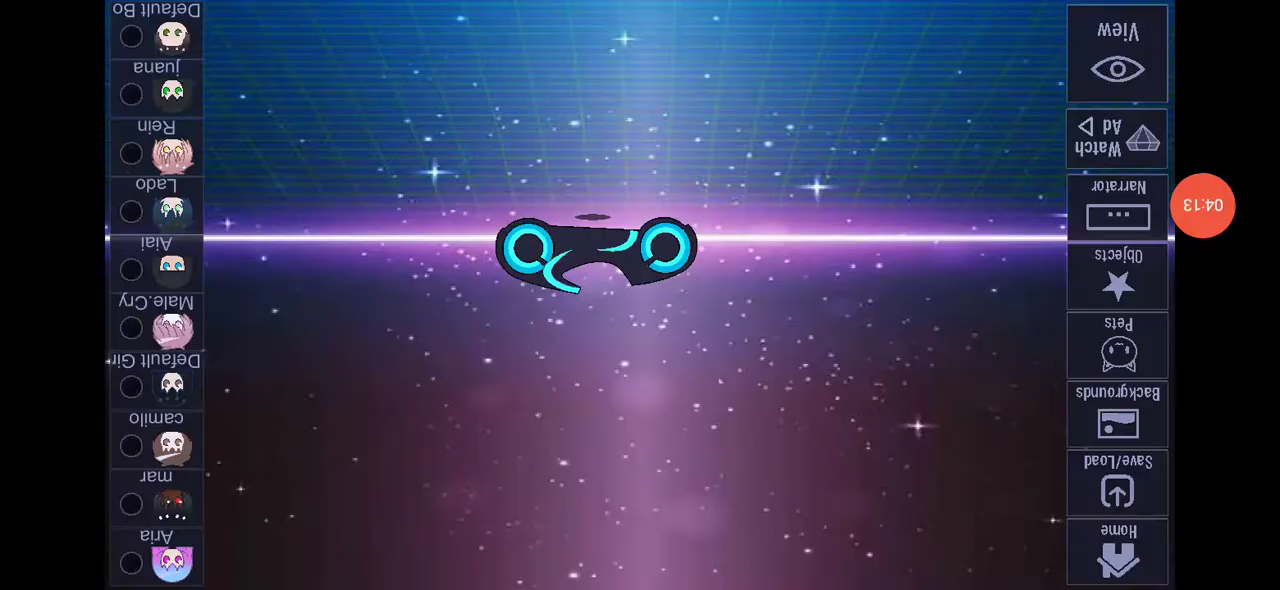 Home
Save/Load
Backgrounds
Pets
Objects
Narrator
Watch
Ad
View
04:13
Aria
mar
camilo
Default Gir
Male.Cry
Aiai
Lado
Rein
juana
Default Bo